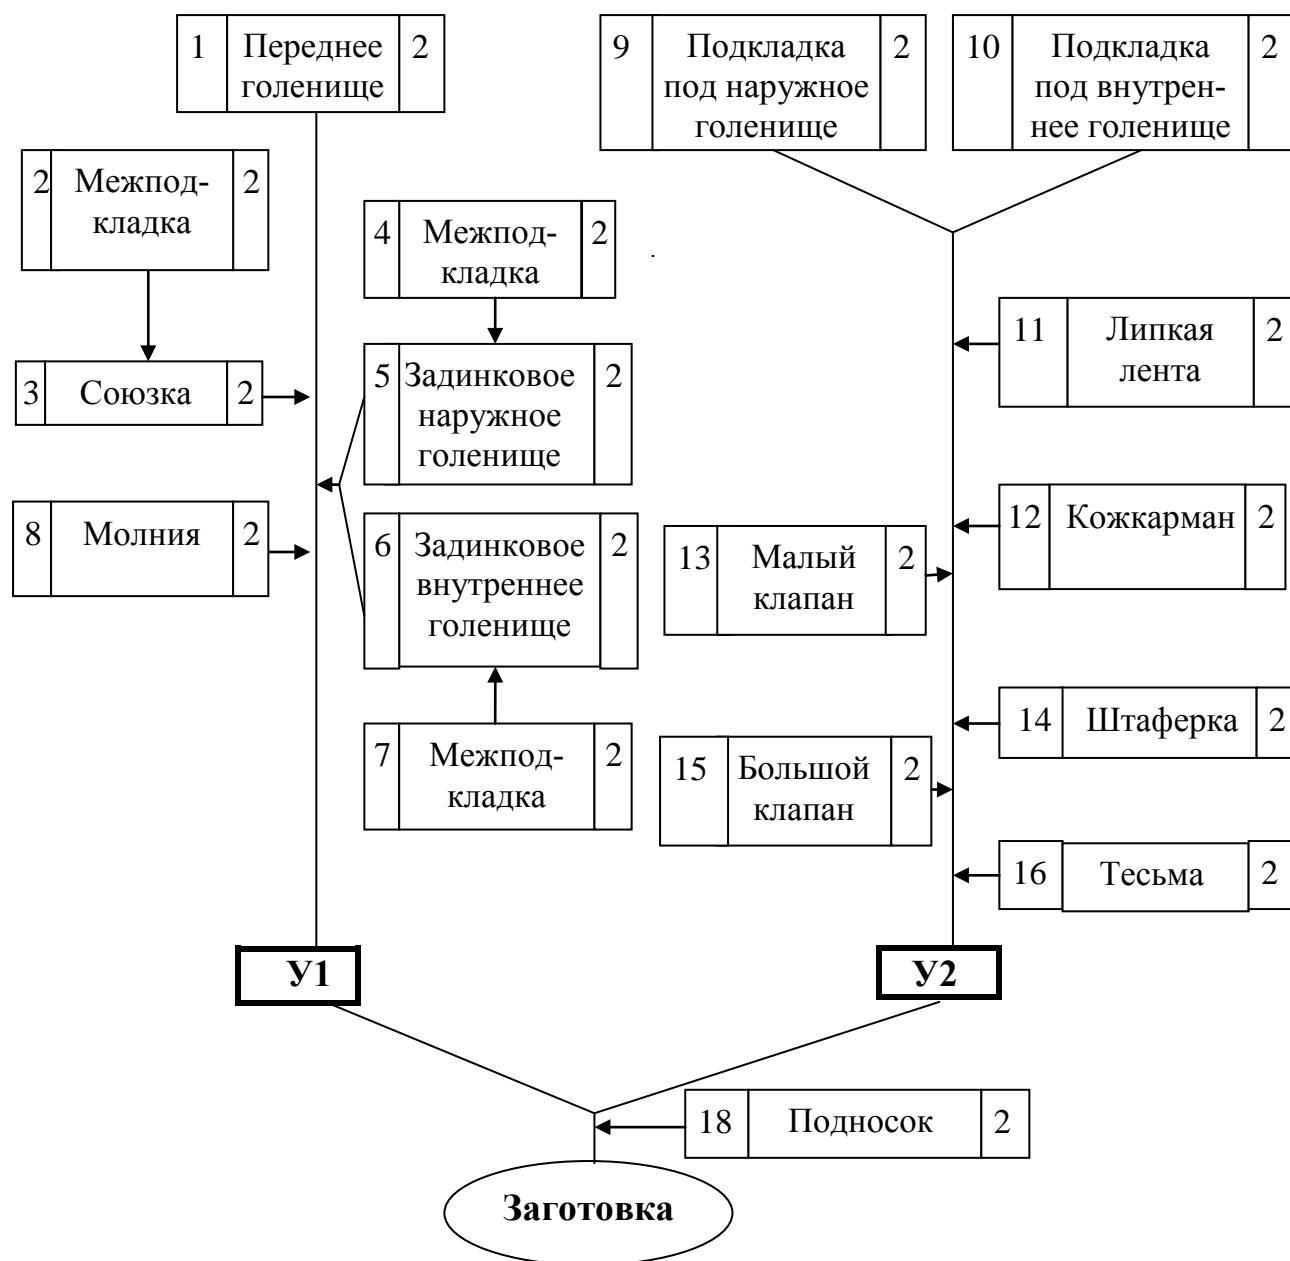 1 Переднее 2
голенище
9 Подкладка 2
под наружное
голенище
10 Подкладка 2
под внутрен-
нее голенище
2 Межпод- 2
кладка
4 Межпод- 2
кладка
11 Липкая 2
лента
3 Союзка 2
5 Задинковое 2
наружное
голенище
8 Молния 2
6 Задинковое 2
внутреннее
голенище
12 Кожкарман 2
13 Малый 2
клапан
7 Межпод- 2
кладка
14 Штаферка 2
15 Большой 2
клапан
16 Тесьма 2
У1
У2
18 Подносок 2
Заготовка